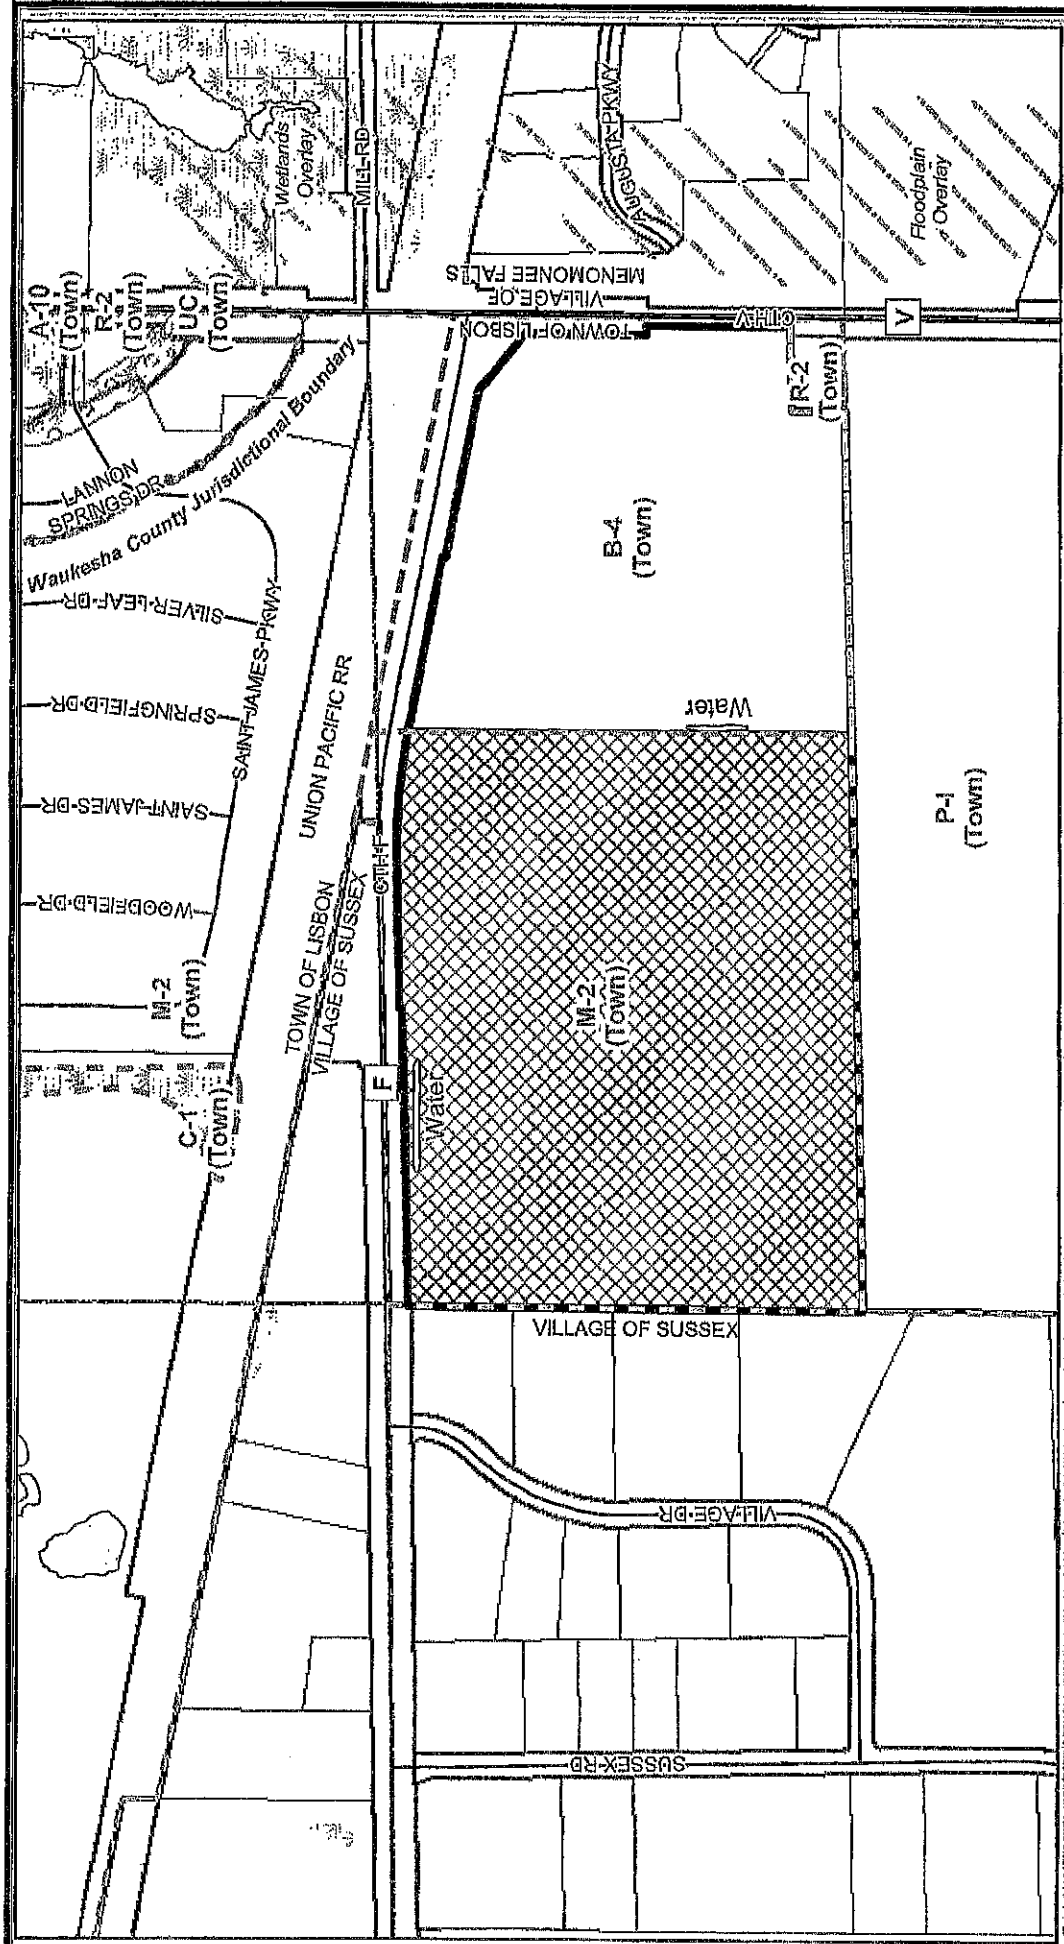 A-10
(Town)
R-2
(Town)
UC
(Town)
Wetlands
Overlay
MILL RD
AUGUSTA PKWY
Floodplain
Overlay
VILLAGE OF
MENOMONEE FALLS
TOWN OF LISBON
CTH V
V
R-2
(Town)
LANNON
SPRINGS DR
Waukesha County Jurisdictional Boundary
SILVER LEAF DR
SPRINGFIELD DR
SAINT JAMES DR
WOODFIELD DR
SAINT JAMES PKWY
UNION PACIFIC RR
B-4
(Town)
Water
P-1
(Town)
M-2
(Town)
TOWN OF LISBON
VILLAGE OF SUSSEX
CTH F
F
M-2
(Town)
C-1
(Town)
Water
VILLAGE OF SUSSEX
VILLAGE DR
SUSSEX RD